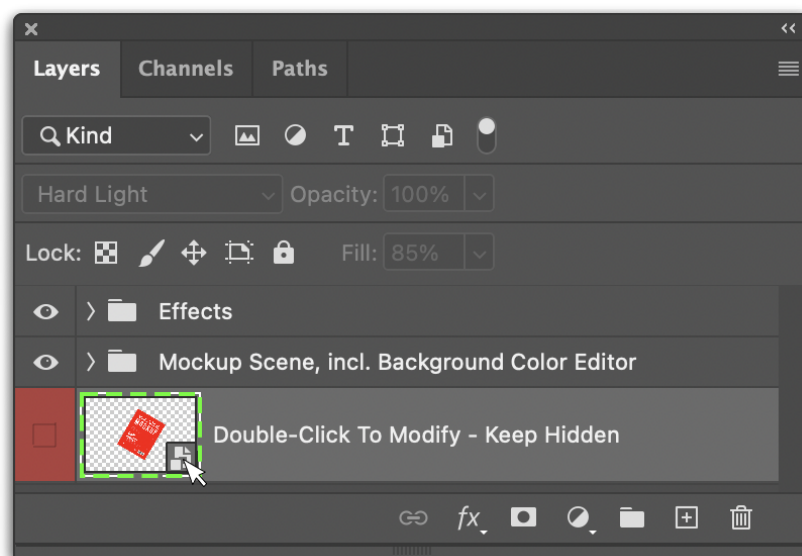 Layers Channels Paths
Kind
Hard Light Opacity: 100%
Lock: Fill: 85%
Effects
Mockup Scene, incl. Background Color Editor
Double-Click To Modify - Keep Hidden
fx